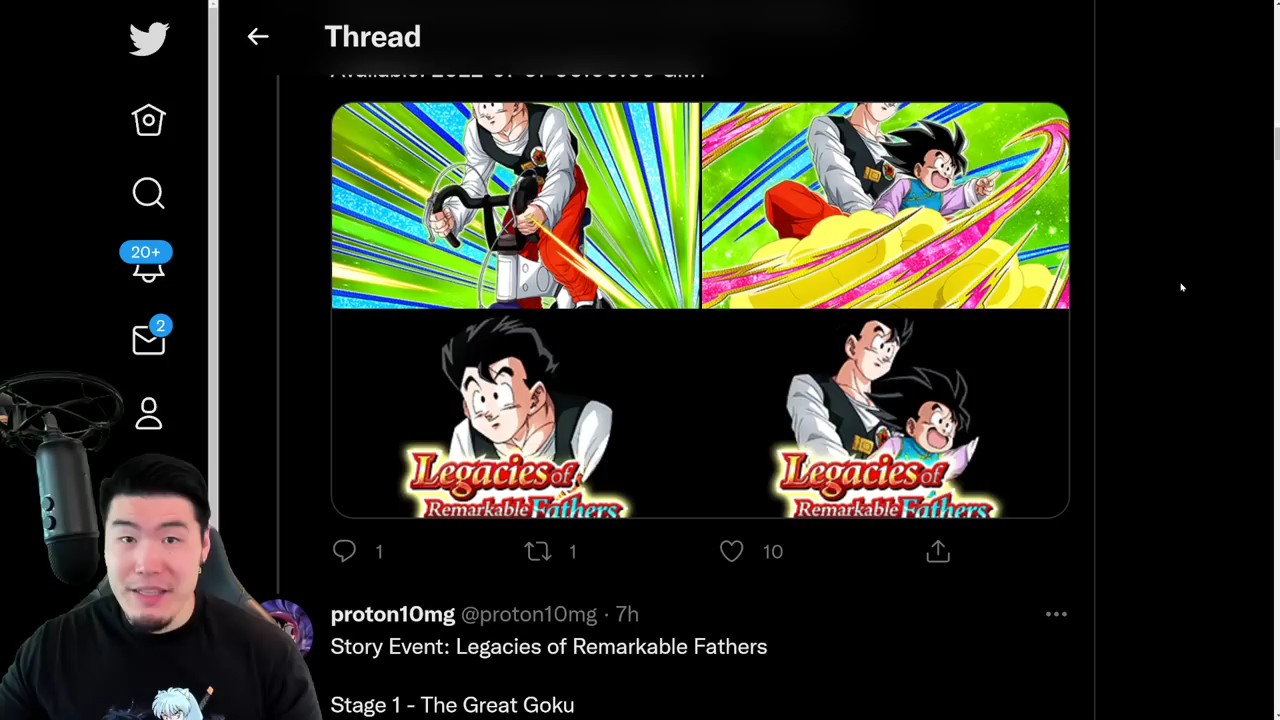 Thread
20+
2
Legacies of
Remarkable Fathers
Legacies of
Remarkable Fathers
1
1
10
proton10mg @proton10mg · 7h
Story Event: Legacies of Remarkable Fathers
Stage 1 - The Great Goku